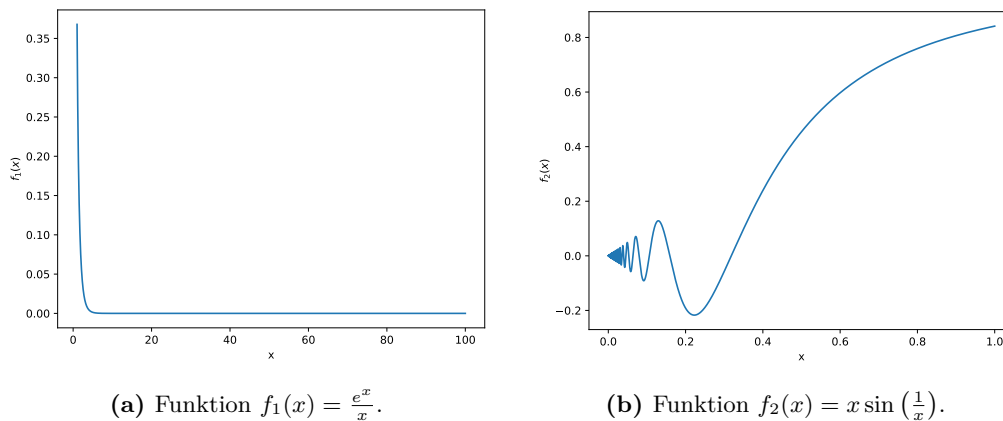 0.35
0.30
0.25
0.20
0.15
0.10
0.05
0.00
f₁(x)
0 20 40 60 80 100
x
(a) Funktion f₁(x) = e^x/x.
0.8
0.6
0.4
0.2
0.0
−0.2
f₂(x)
0.0 0.2 0.4 0.6 0.8 1.0
x
(b) Funktion f₂(x) = x sin (1/x).